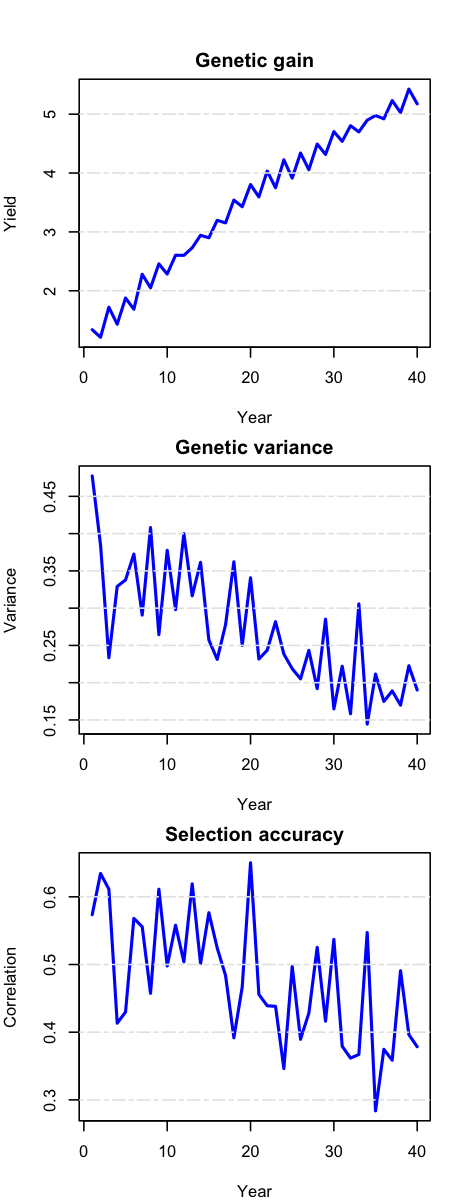 Genetic gain
5
4
3
2
Yield
0 10 20 30 40
Year
Genetic variance
0.45
0.35
0.25
0.15
Variance
0 10 20 30 40
Year
Selection accuracy
0.6
0.5
0.4
0.3
Correlation
0 10 20 30 40
Year